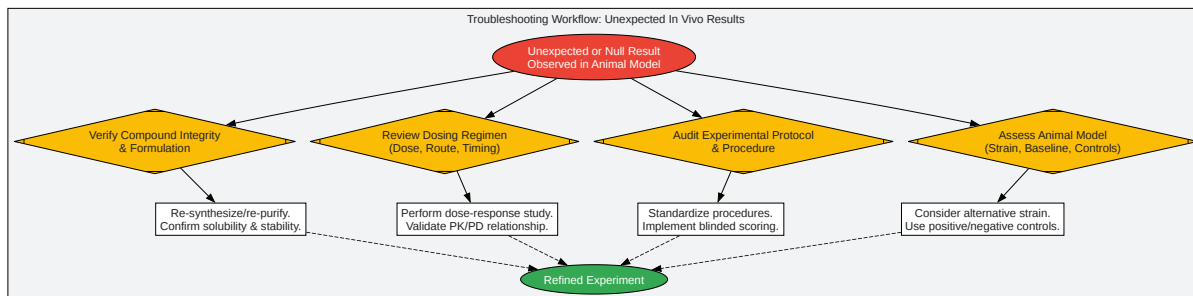 Troubleshooting Workflow: Unexpected In Vivo Results
Unexpected or Null Result
Observed in Animal Model
Verify Compound Integrity
& Formulation
Review Dosing Regimen
(Dose, Route, Timing)
Audit Experimental Protocol
& Procedure
Assess Animal Model
(Strain, Baseline, Controls)
Re-synthesize/re-purify.
Confirm solubility & stability.
Perform dose-response study.
Validate PK/PD relationship.
Standardize procedures.
Implement blinded scoring.
Consider alternative strain.
Use positive/negative controls.
Refined Experiment